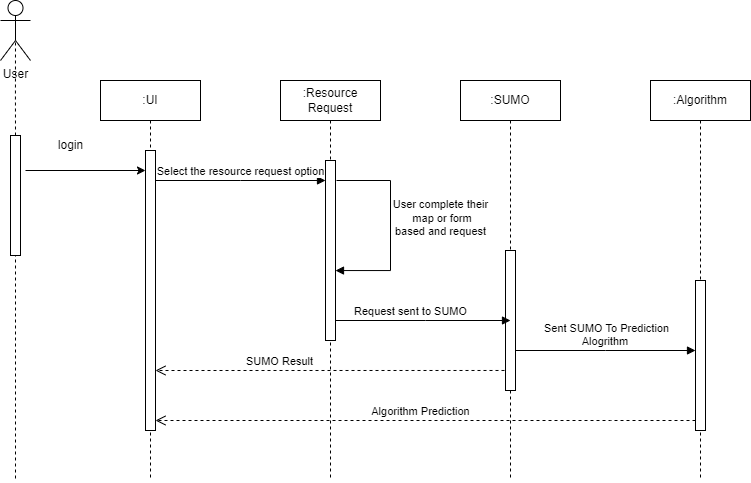 User
:UI
:Resource
Request
:SUMO
:Algorithm
login
Select the resource request option
User complete their
map or form
based and request
Request sent to SUMO
Sent SUMO To Prediction
Alogrithm
SUMO Result
Algorithm Prediction